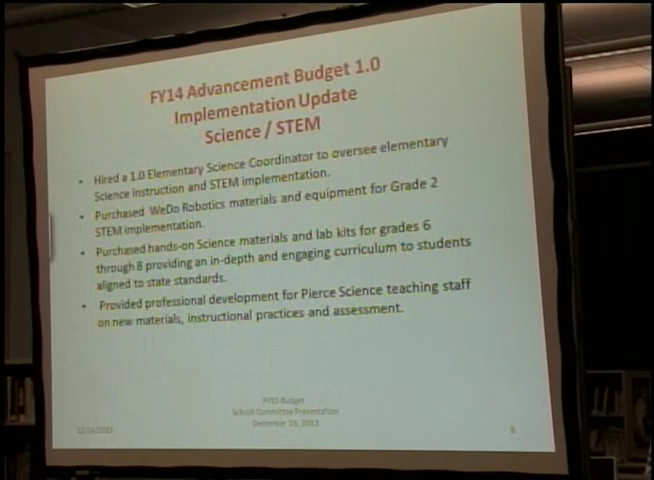 FY14 Advancement Budget 1.0
Implementation Update
Science / STEM
• Hired a 1.0 Elementary Science Coordinator to oversee elementary
Science instruction and STEM implementation.
• Purchased WeDo Robotics materials and equipment for Grade 2
STEM implementation.
• Purchased hands-on Science materials and lab kits for grades 6
through 8 providing an in-depth and engaging curriculum to students
aligned to state standards.
• Provided professional development for Pierce Science teaching staff
on new materials, instructional practices and assessment.
FY15 Budget
School Committee Presentation
December 16, 2013
12/16/2013
6